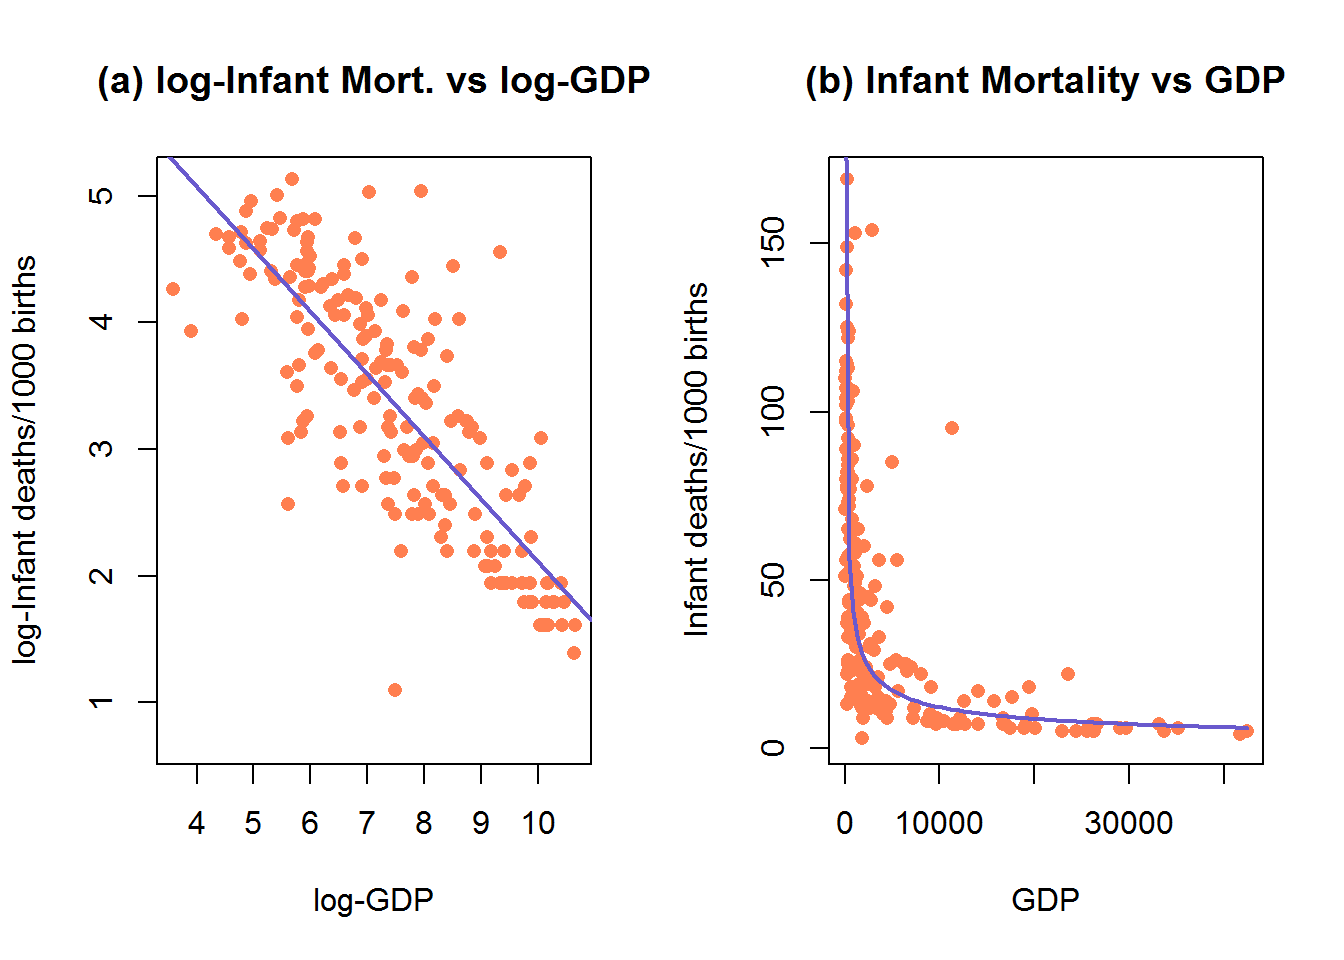 (a) log-Infant Mort. vs log-GDP
log-Infant deaths/1000 births
5
4
3
2
1
4 5 6 7 8 9 10
log-GDP
(b) Infant Mortality vs GDP
Infant deaths/1000 births
150
100
50
0
0 10000 30000
GDP